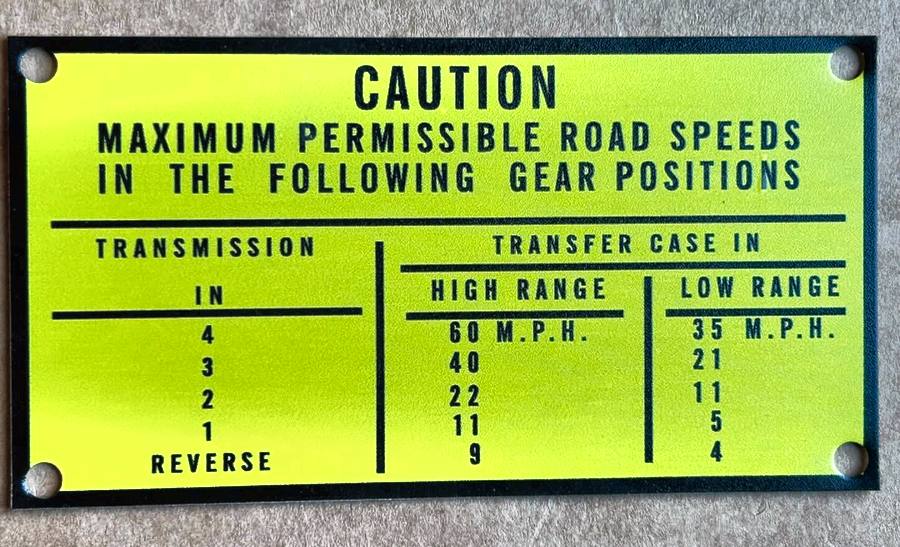 CAUTION
MAXIMUM PERMISSIBLE ROAD SPEEDS
IN THE FOLLOWING GEAR POSITIONS
TRANSMISSION TRANSFER CASE IN
IN HIGH RANGE LOW RANGE
4 60 M.P.H. 35 M.P.H.
3 40 21
2 22 11
1 11 5
REVERSE 9 4